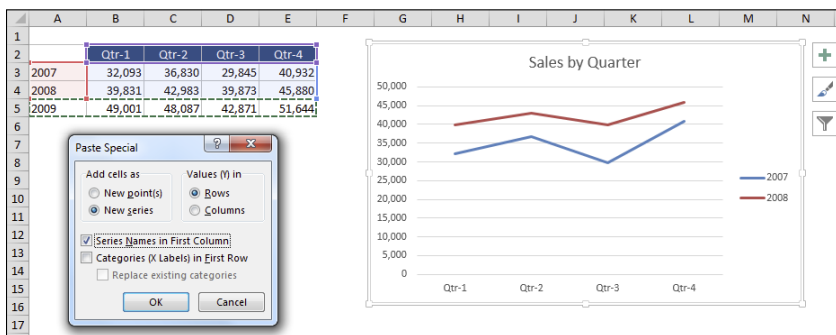 A B C D E F G H I J K L M N
1
2 Qtr-1 Qtr-2 Qtr-3 Qtr-4
3 2007 32,093 36,830 29,845 40,932
4 2008 39,831 42,983 39,873 45,880
5 2009 49,001 48,087 42,871 51,644
6
7
8
9
10
11
12
13
14
15
16
17
Paste Special
?
Add cells as Values (Y) in
New point(s) Rows
New series Columns
Series Names in First Column
Categories (X Labels) in First Row
Replace existing categories
OK Cancel
Sales by Quarter
50,000
45,000
40,000
35,000
30,000
25,000
20,000
15,000
10,000
5,000
0
Qtr-1 Qtr-2 Qtr-3 Qtr-4
2007
2008